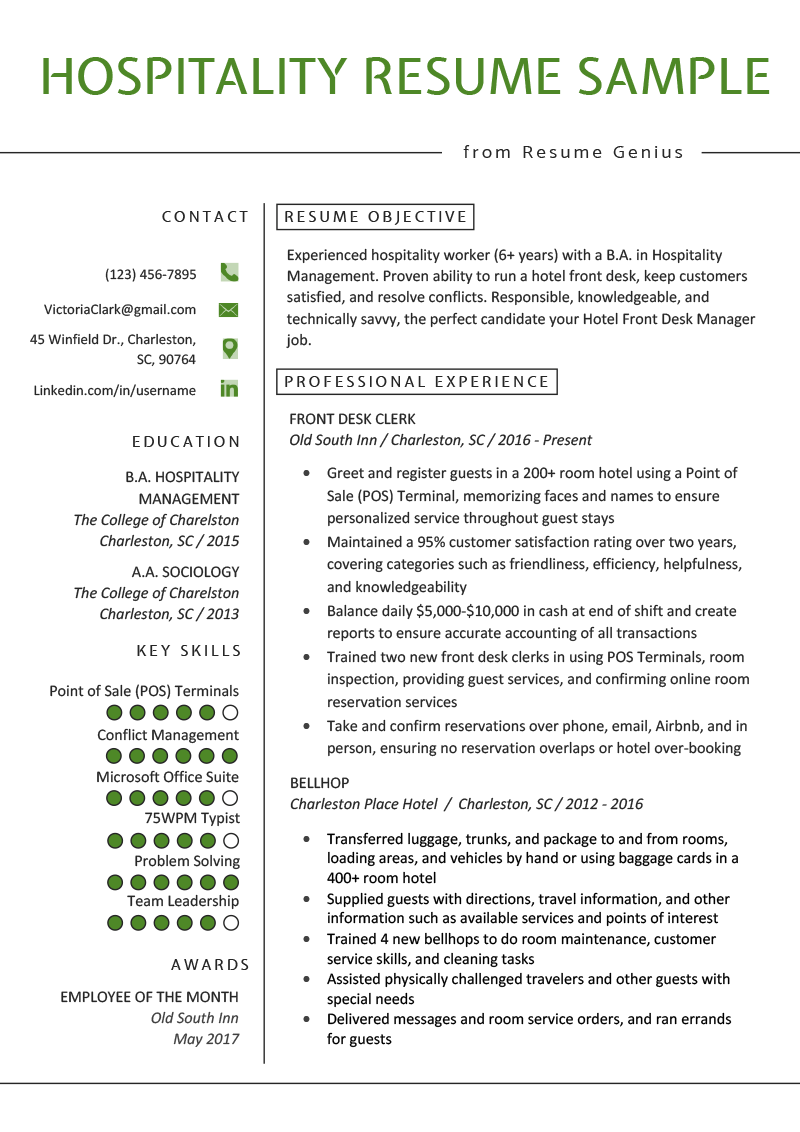 HOSPITALITY RESUME SAMPLE
from Resume Genius
CONTACT
(123) 456-7895
VictoriaClark@gmail.com
45 Winfield Dr., Charleston,
SC, 90764
in
Linkedin.com/in/username
EDUCATION
B.A. HOSPITALITY
MANAGEMENT
The College of Charelston
Charleston, SC / 2015
A.A. SOCIOLOGY
The College of Charelston
Charleston, SC / 2013
KEY SKILLS
Point of Sale (POS) Terminals
Conflict Management
Microsoft Office Suite
75WPM Typist
Problem Solving
Team Leadership
AWARDS
EMPLOYEE OF THE MONTH
Old South Inn
May 2017
RESUME OBJECTIVE
Experienced hospitality worker (6+ years) with a B.A. in Hospitality
Management. Proven ability to run a hotel front desk, keep customers
satisfied, and resolve conflicts. Responsible, knowledgeable, and
technically savvy, the perfect candidate your Hotel Front Desk Manager
job.
PROFESSIONAL EXPERIENCE
FRONT DESK CLERK
Old South Inn / Charleston, SC / 2016 - Present
• Greet and register guests in a 200+ room hotel using a Point of
Sale (POS) Terminal, memorizing faces and names to ensure
personalized service throughout guest stays
• Maintained a 95% customer satisfaction rating over two years,
covering categories such as friendliness, efficiency, helpfulness,
and knowledgeability
• Balance daily $5,000-$10,000 in cash at end of shift and create
reports to ensure accurate accounting of all transactions
• Trained two new front desk clerks in using POS Terminals, room
inspection, providing guest services, and confirming online room
reservation services
• Take and confirm reservations over phone, email, Airbnb, and in
person, ensuring no reservation overlaps or hotel over-booking
BELLHOP
Charleston Place Hotel / Charleston, SC / 2012 - 2016
• Transferred luggage, trunks, and package to and from rooms,
loading areas, and vehicles by hand or using baggage cards in a
400+ room hotel
• Supplied guests with directions, travel information, and other
information such as available services and points of interest
• Trained 4 new bellhops to do room maintenance, customer
service skills, and cleaning tasks
• Assisted physically challenged travelers and other guests with
special needs
• Delivered messages and room service orders, and ran errands
for guests